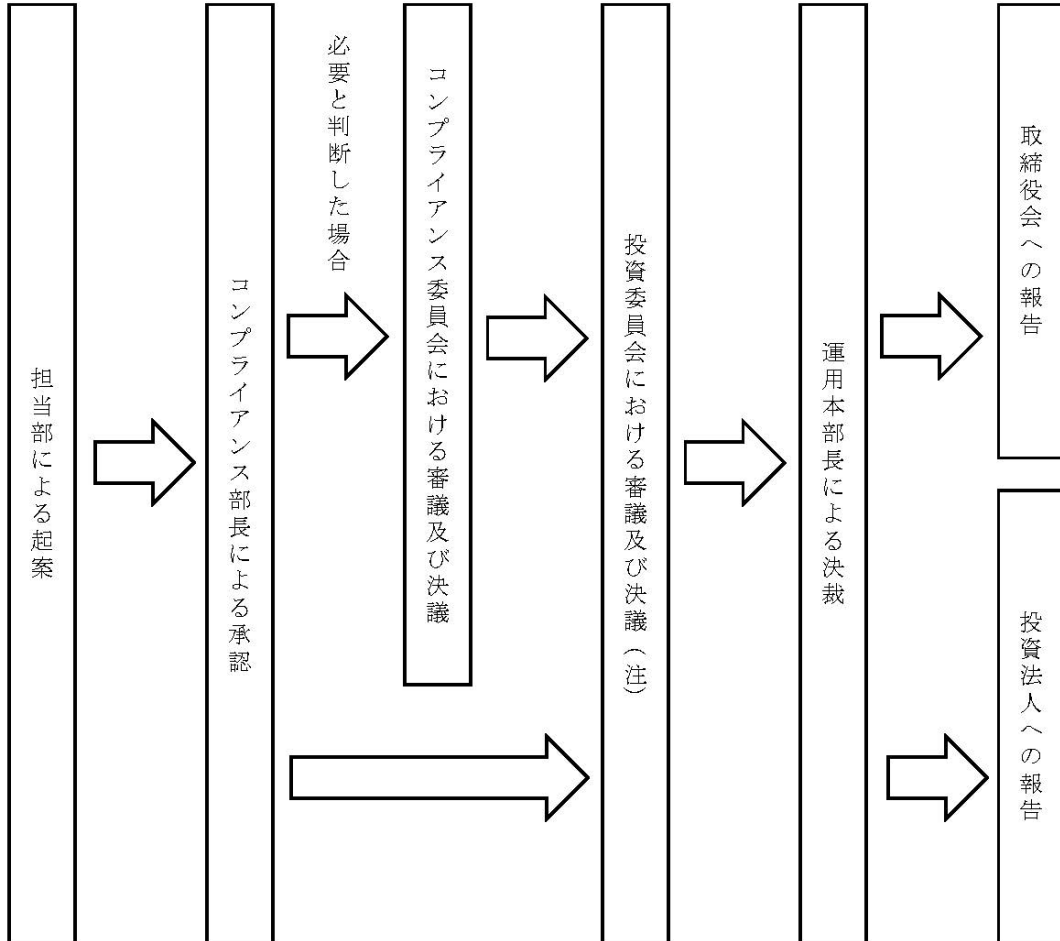 担当部による起案
コンプライアンス部長による承認
必要と判断した場合
コンプライアンス委員会における審議及び決議
投資委員会における審議及び決議（注）
運用本部長による決裁
取締役会への報告
投資法人への報告